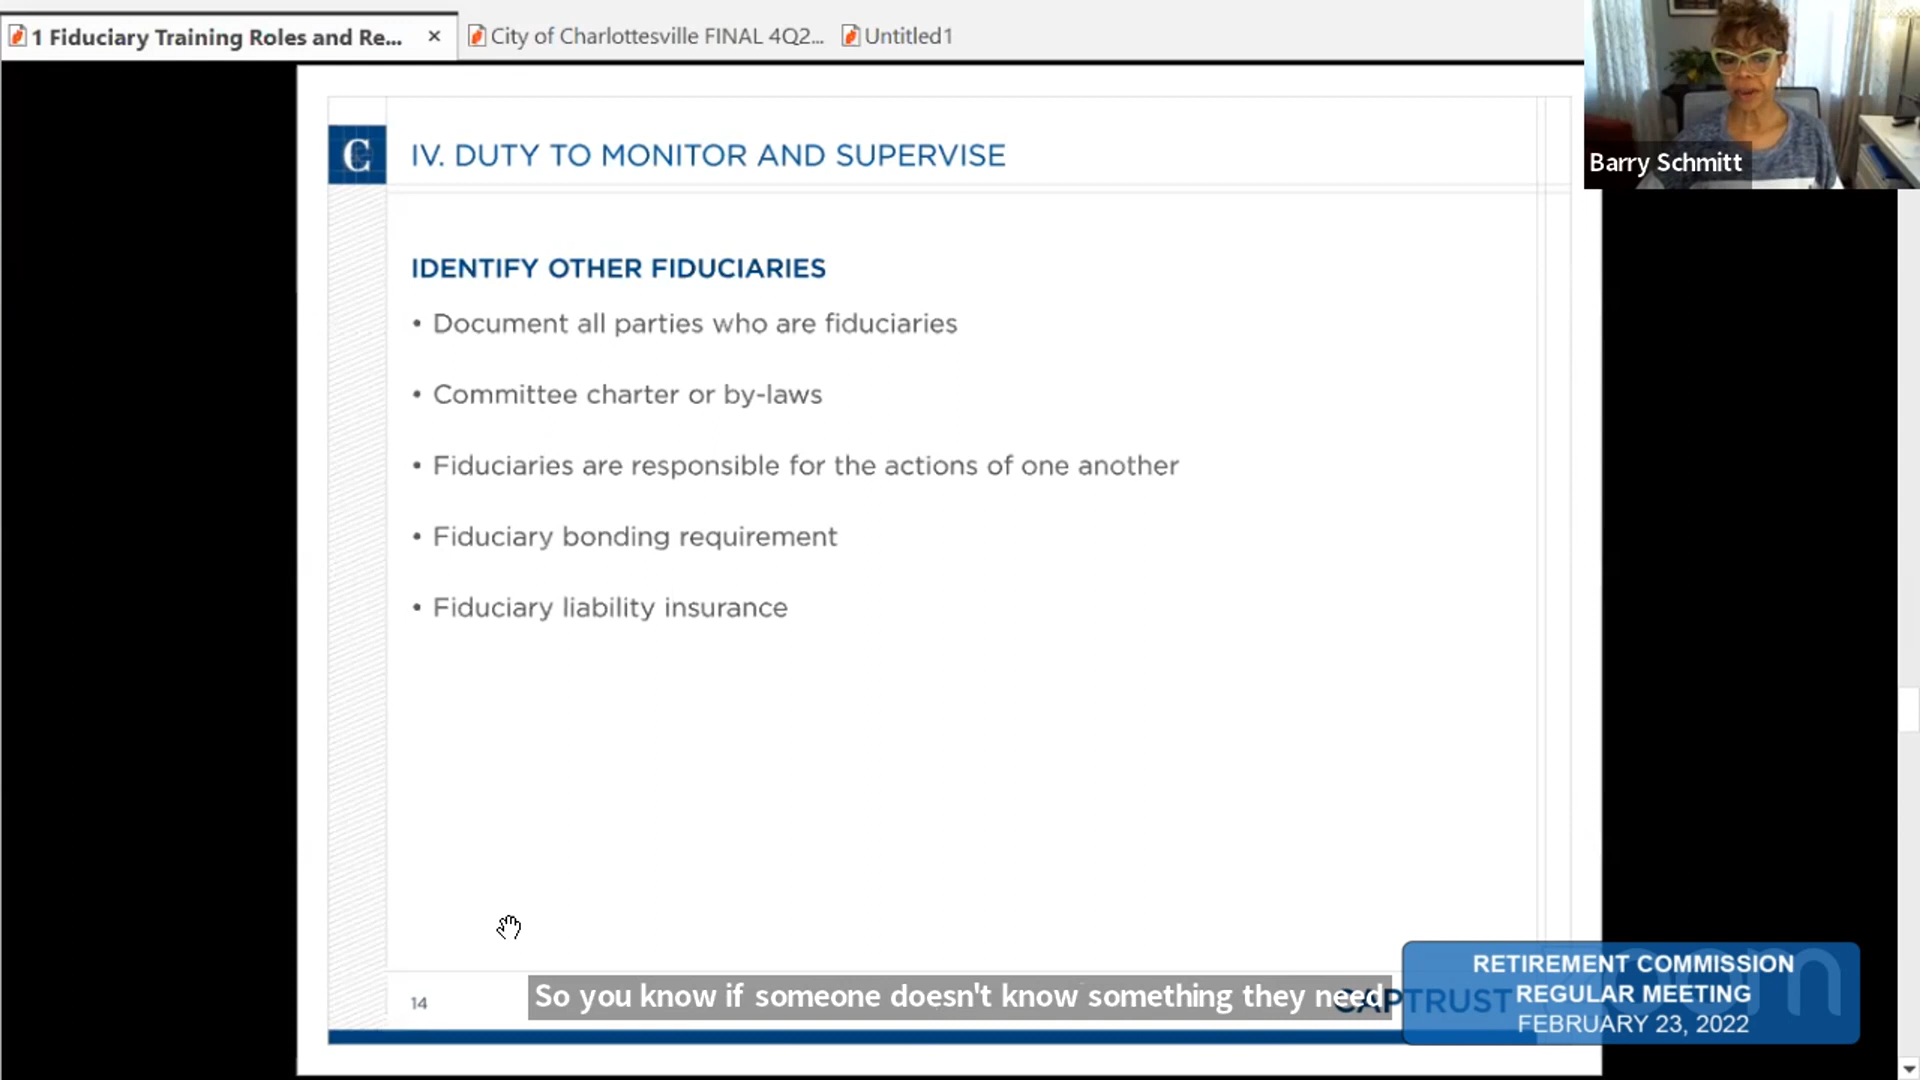 1 Fiduciary Training Roles and Re...
City of Charlottesville FINAL 4Q2...
Untitled1
Barry Schmitt
C
IV. DUTY TO MONITOR AND SUPERVISE
IDENTIFY OTHER FIDUCIARIES
• Document all parties who are fiduciaries
• Committee charter or by-laws
• Fiduciaries are responsible for the actions of one another
• Fiduciary bonding requirement
• Fiduciary liability insurance
14
So you know if someone doesn't know something they need
CAPTRUST
RETIREMENT COMMISSION
REGULAR MEETING
FEBRUARY 23, 2022